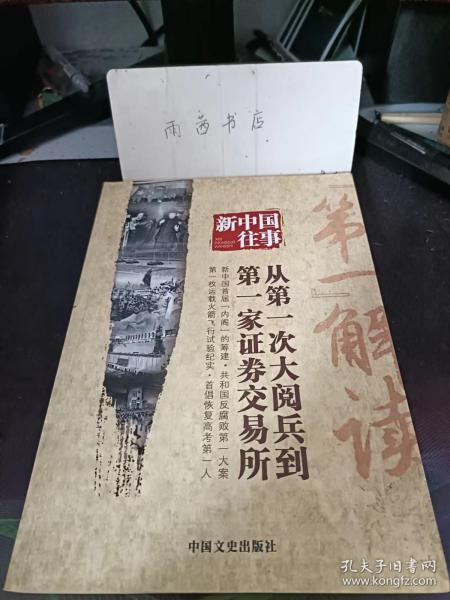 雨茜书店
新中国
往事
XIN
ZHONGGUO
WANGSHI
『第一』解读
从第一次大阅兵到
第一家证券交易所
新中国首届“内阁”的筹建·共和国反腐败第一大案
第一枚运载火箭飞行试验纪实·首倡恢复高考第一人
中国文史出版社
孔夫子旧书网
www.kongfz.com